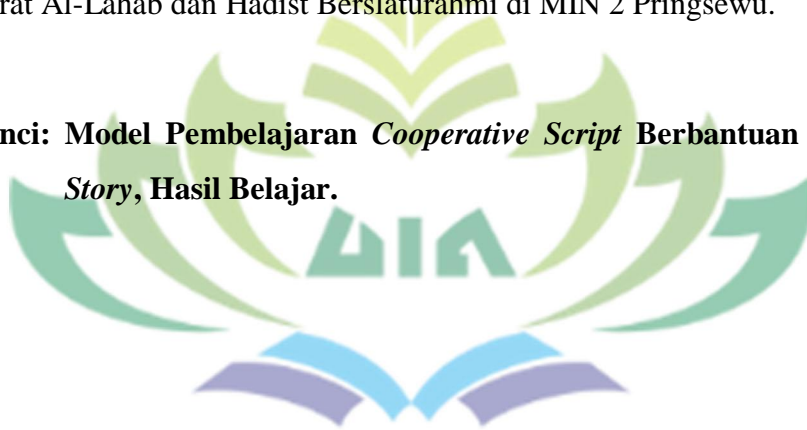 rat Al-Lahab dan Hadist Bersilaturahmi di MIN 2 Pringsewu.
nci: Model Pembelajaran Cooperative Script Berbantuan
Story, Hasil Belajar.
UIN